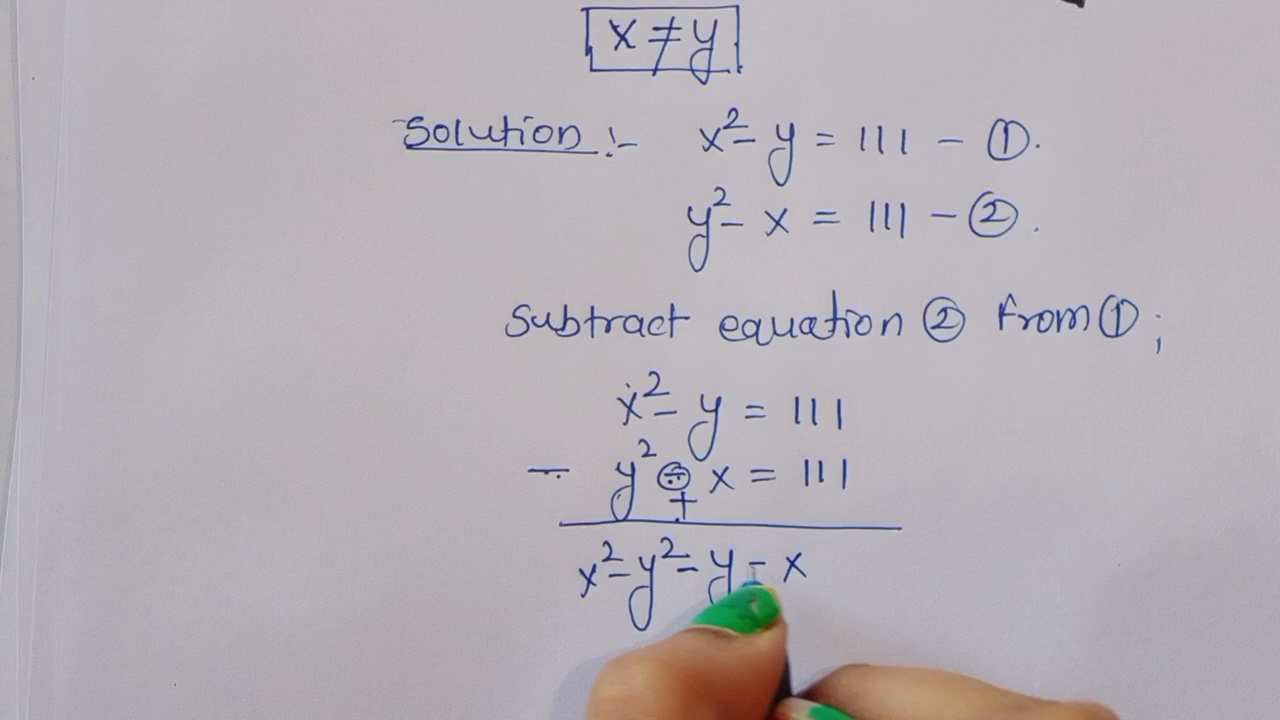 x ≠ y
Solution :- x² - y = 111 - ①.
y² - x = 111 - ②.
Subtract equation ② from ① ;
x² - y = 111
- y² ⊖ x = 111
+
x² - y² - y - x